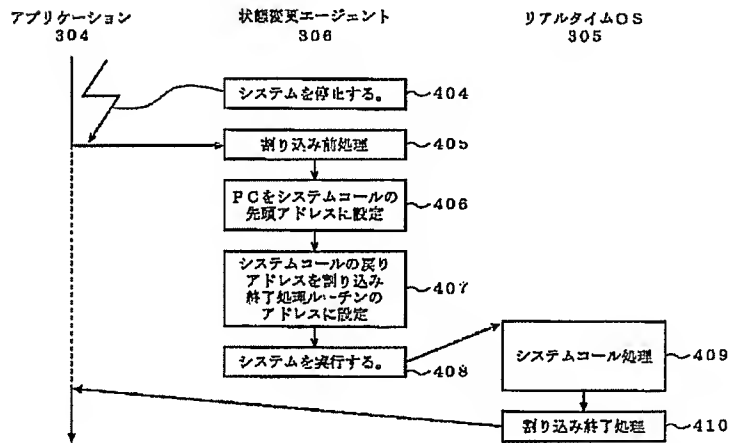 アプリケーション
304
状態変更エージェント
306
リアルタイムOS
305
システムを停止する。
404
割り込み前処理
405
PCをシステムコールの
先頭アドレスに設定
406
システムコールの戻り
アドレスを割り込み
終了処理ルーチンの
アドレスに設定
407
システムを実行する。
408
システムコール処理
409
割り込み終了処理
410